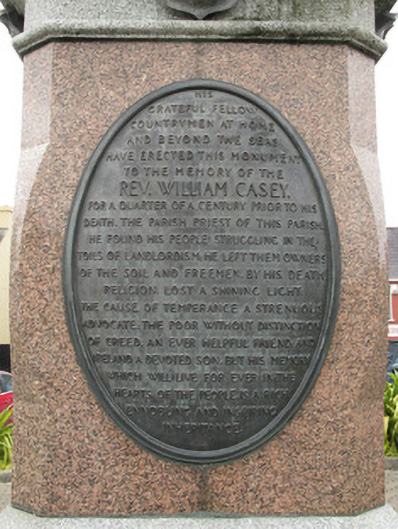 HIS
GRATEFUL FELLOW
COUNTRYMEN AT HOME
AND BEYOND THE SEAS
HAVE ERECTED THIS MONUMENT
TO THE MEMORY OF THE
REV. WILLIAM CASEY,
FOR A QUARTER OF A CENTURY PRIOR TO HIS
DEATH, THE PARISH PRIEST OF THIS PARISH.
HE FOUND HIS PEOPLE STRUGGLING IN THE
TOILS OF LANDLORDISM. HE LEFT THEM OWNERS
OF THE SOIL AND FREEMEN. BY HIS DEATH
RELIGION LOST A SHINING LIGHT.
THE CAUSE OF TEMPERANCE A STRENUOUS
ADVOCATE. THE POOR WITHOUT DISTINCTION
OF CREED, AN EVER HELPFUL FRIEND AND
IRELAND A DEVOTED SON. BUT HIS MEMORY
WHICH WILL LIVE FOR EVER IN THE
HEARTS OF THE PEOPLE IS A RICH
ENNOBLING AND INSPIRING
INHERITANCE.